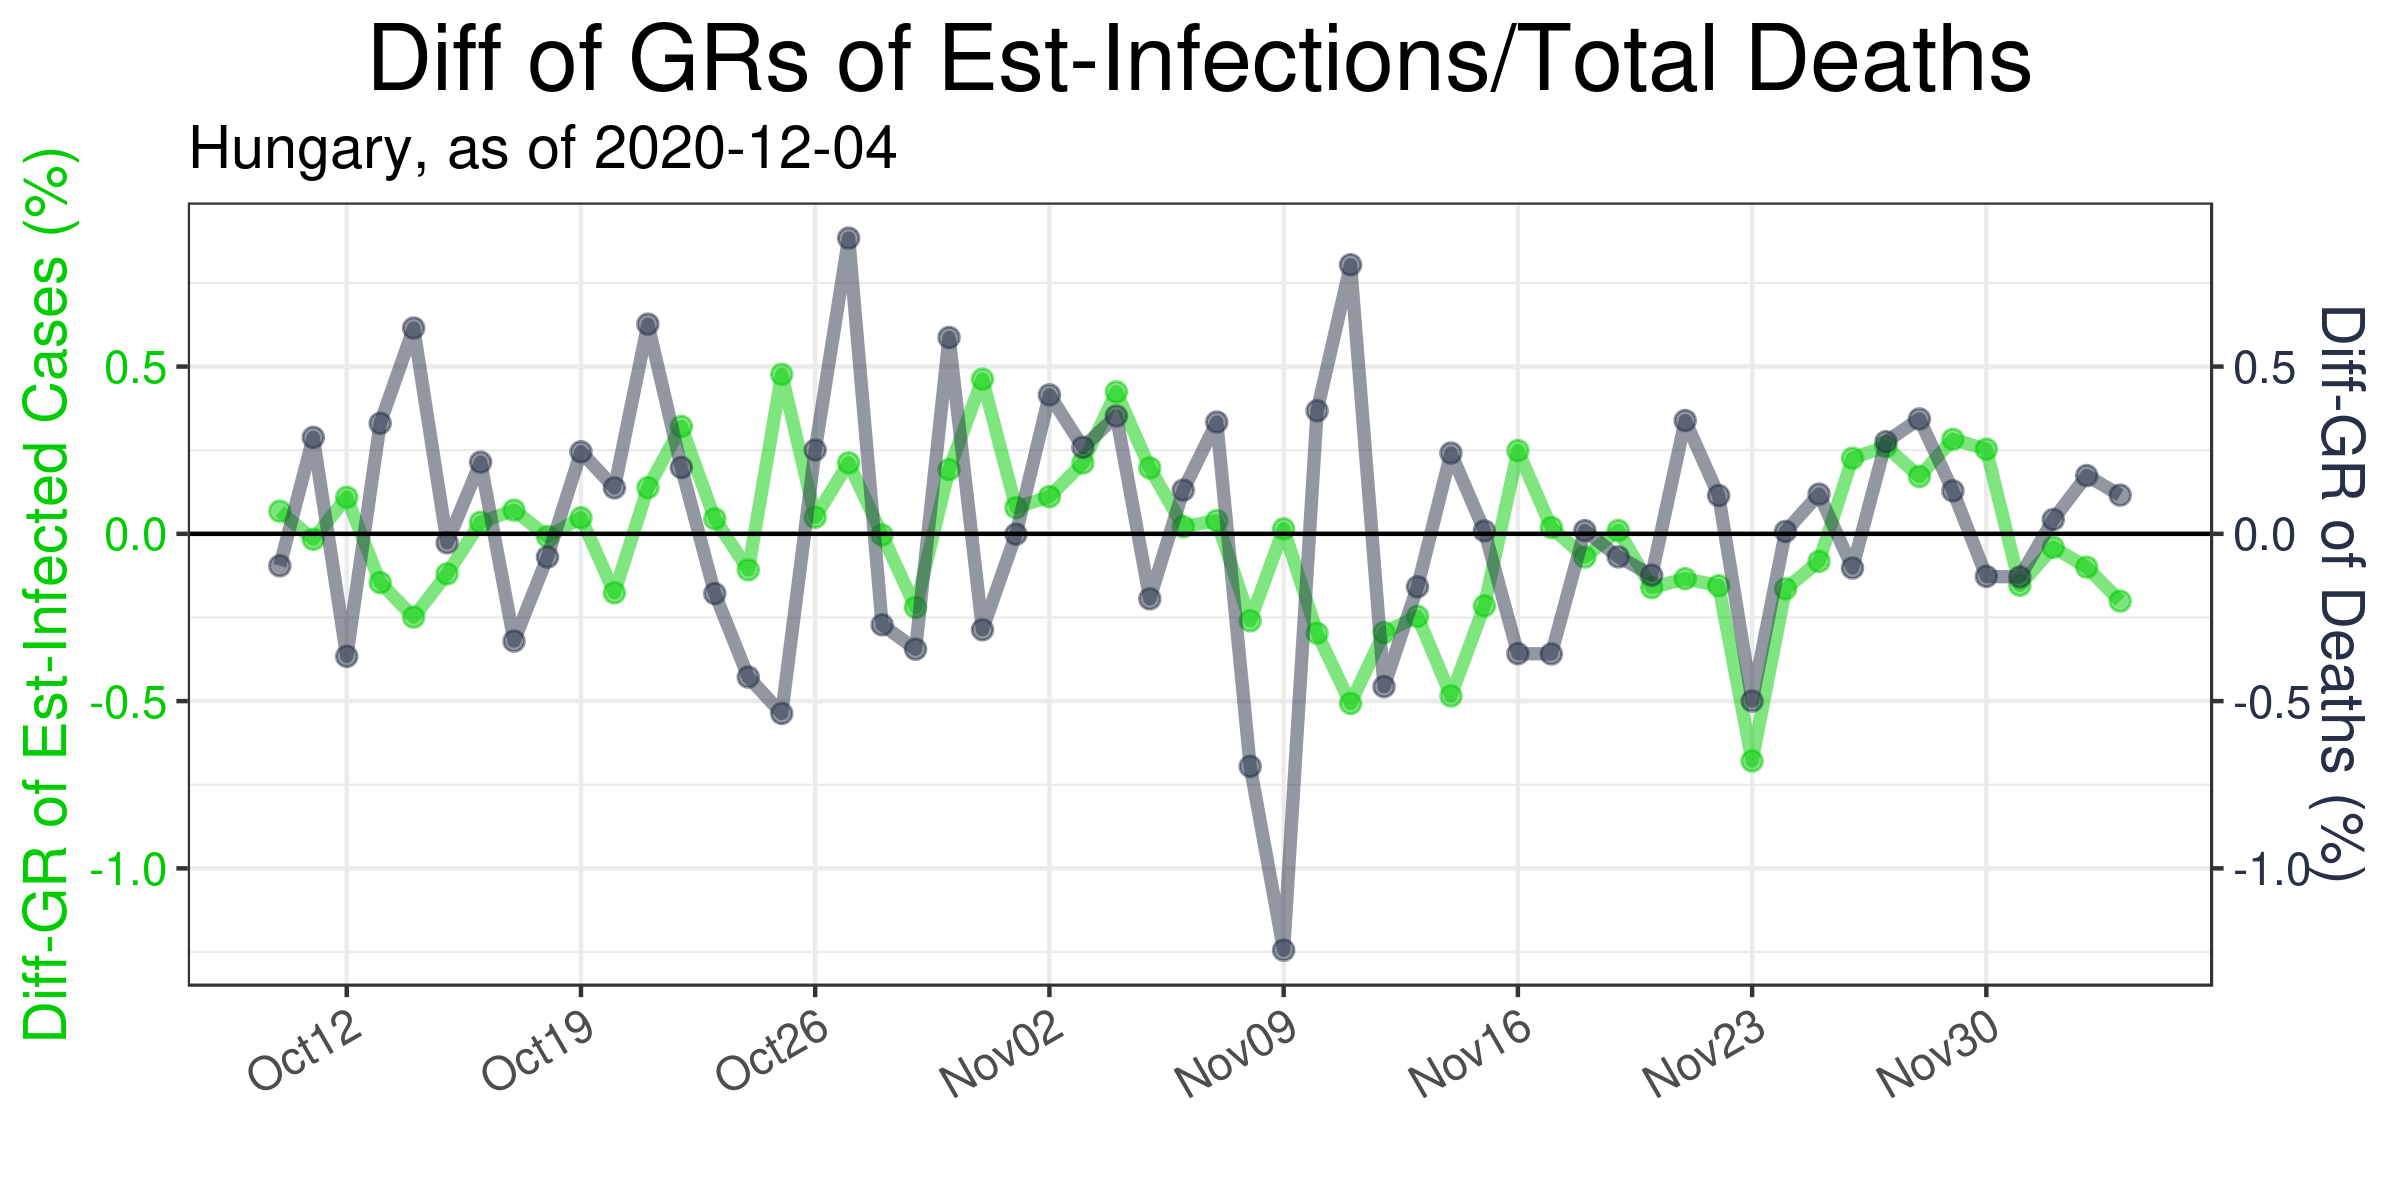 Diff of GRs of Est-Infections/Total Deaths
Hungary, as of 2020-12-04
Diff-GR of Est-Infected Cases (%)
0.5
0.0
-0.5
-1.0
0.5
0.0
-0.5
-1.0
Diff-GR of Deaths (%)
Oct12
Oct19
Oct26
Nov02
Nov09
Nov16
Nov23
Nov30